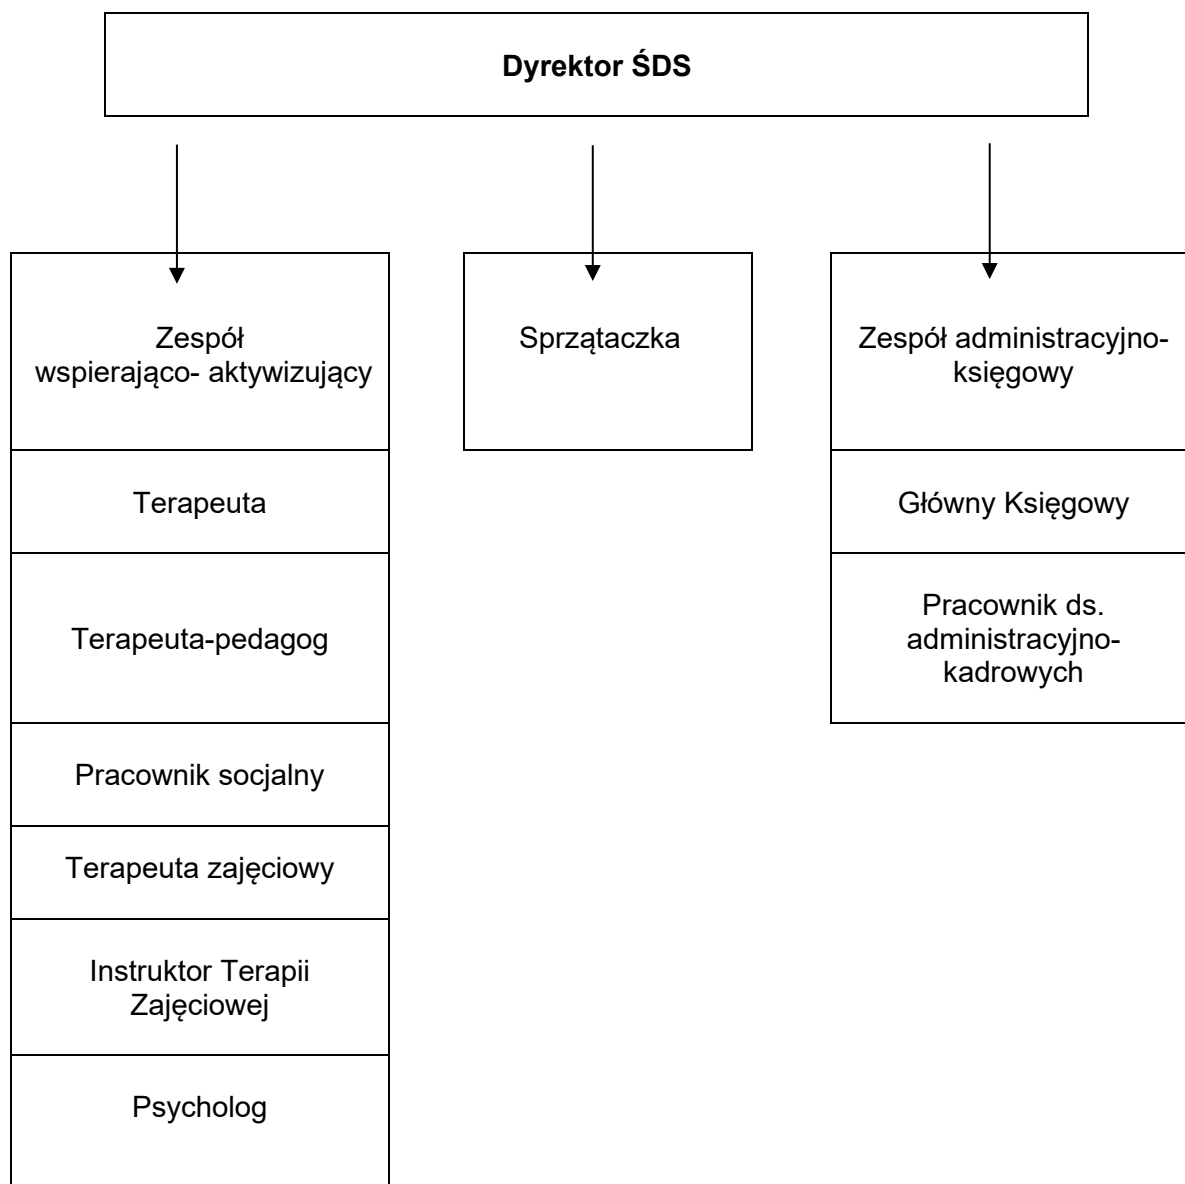 Dyrektor ŚDS
Zespół
wspierająco- aktywizujący
Terapeuta
Terapeuta-pedagog
Pracownik socjalny
Terapeuta zajęciowy
Instruktor Terapii
Zajęciowej
Psycholog
Sprzątaczka
Zespół administracyjno-
księgowy
Główny Księgowy
Pracownik ds.
administracyjno-
kadrowych